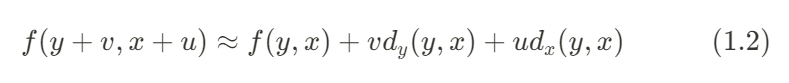 f(y + v, x + u) ≈ f(y, x) + vd_y(y, x) + ud_x(y, x) (1.2)